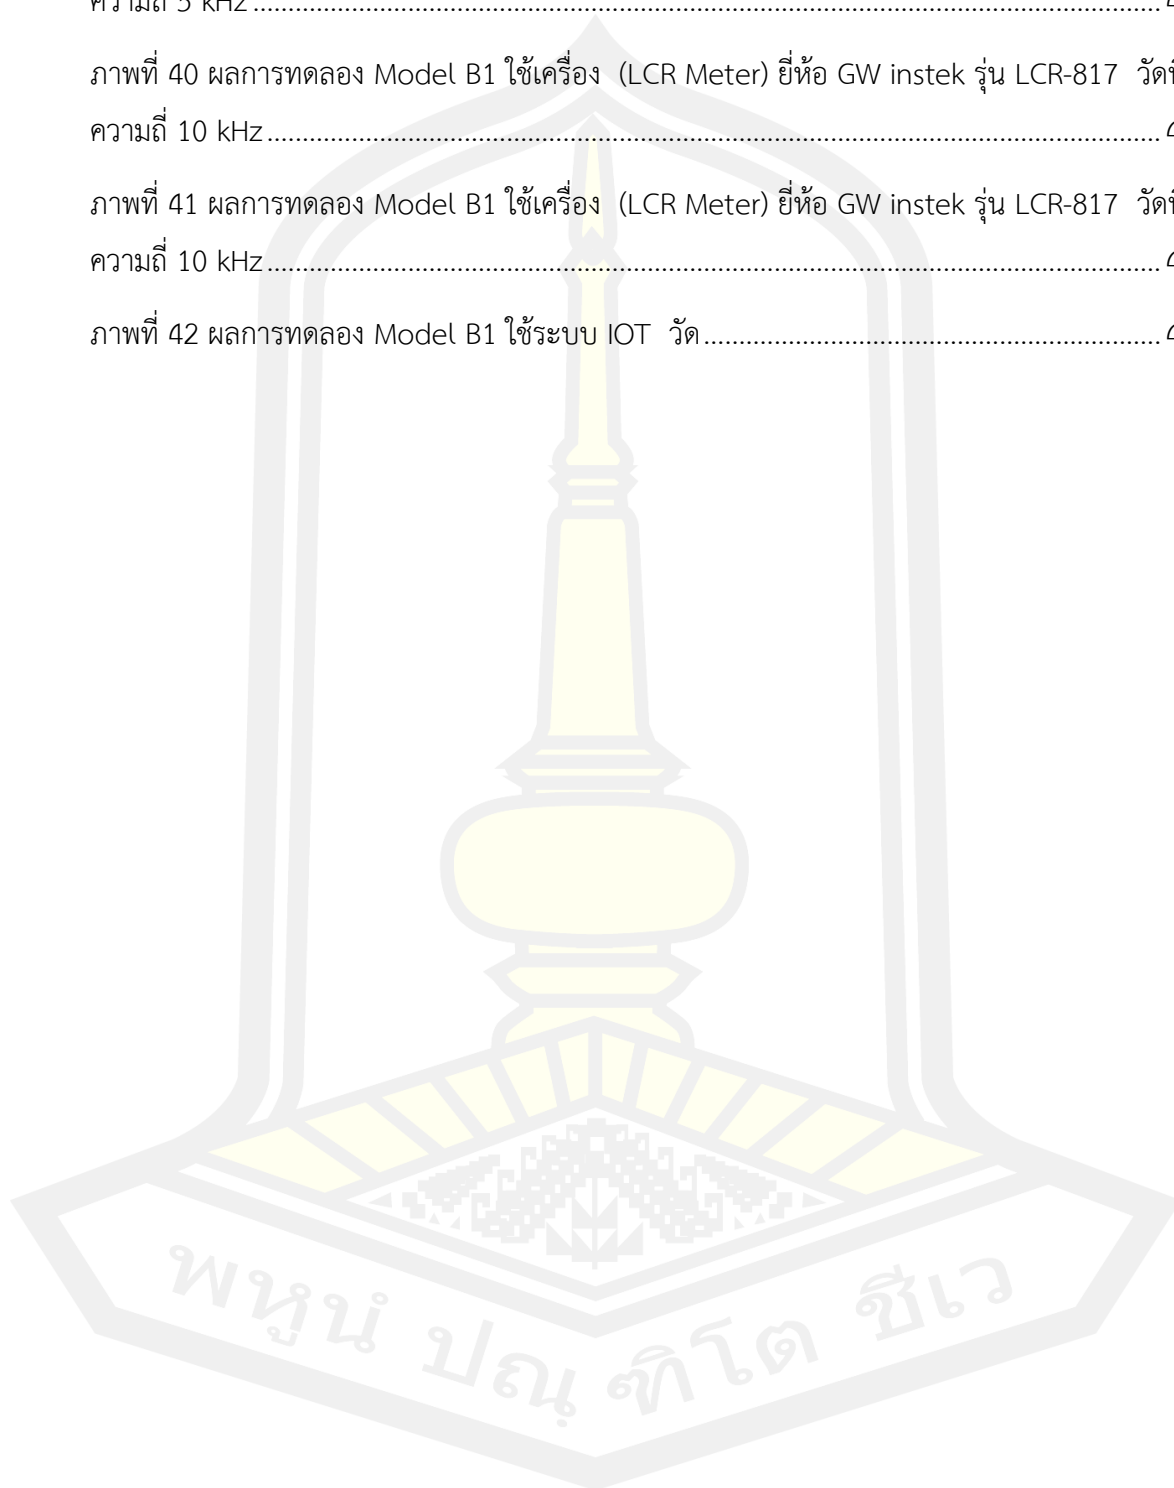 ความถี่ 5 kHz ........................................................................................................................
ภาพที่ 40 ผลการทดลอง Model B1 ใช้เครื่อง (LCR Meter) ยี่ห้อ GW instek รุ่น LCR-817
ความถี่ 10 kHz ........................................................................................................................
ภาพที่ 41 ผลการทดลอง Model B1 ใช้เครื่อง (LCR Meter) ยี่ห้อ GW instek รุ่น LCR-817
ความถี่ 10 kHz ........................................................................................................................
ภาพที่ 42 ผลการทดลอง Model B1 ใช้ระบบ IOT วัด ................................................................
พหูนํ ปณฺฑิโต ชีเว